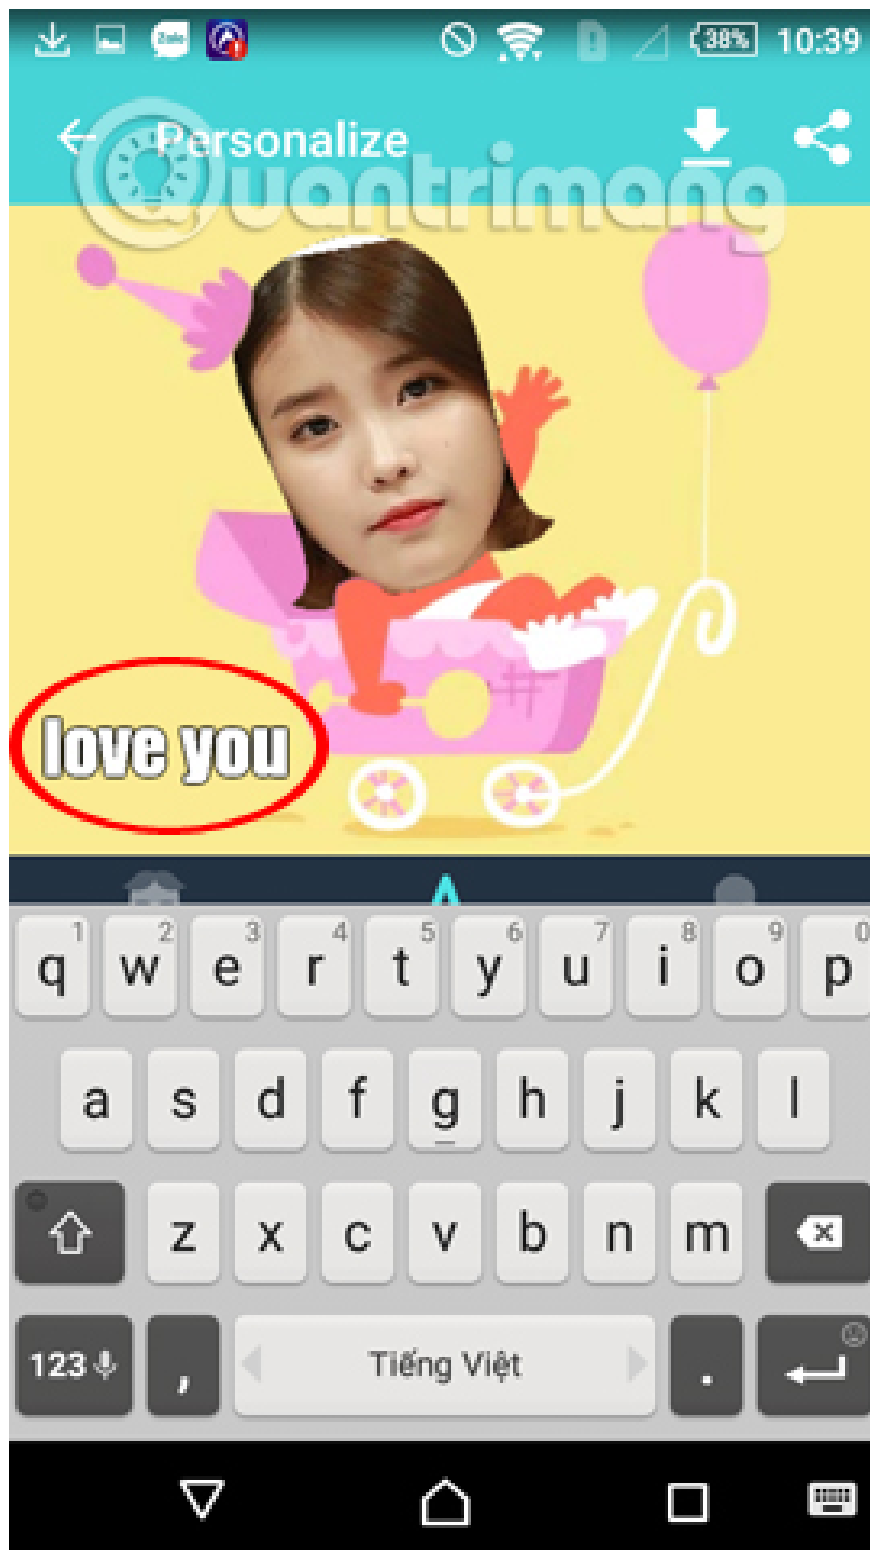 Zalo
38%
10:39
Personalize
Quantrimang
love you
1 2 3 4 5 6 7 8 9 0
q w e r t y u i o p
a s d f g h j k l
z x c v b n m
123 , Tiếng Việt .